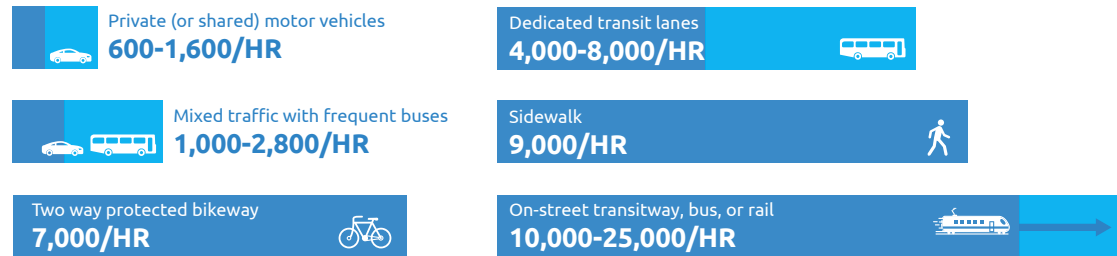 Private (or shared) motor vehicles
600-1,600/HR
Mixed traffic with frequent buses
1,000-2,800/HR
Two way protected bikeway
7,000/HR
Dedicated transit lanes
4,000-8,000/HR
Sidewalk
9,000/HR
On-street transitway, bus, or rail
10,000-25,000/HR